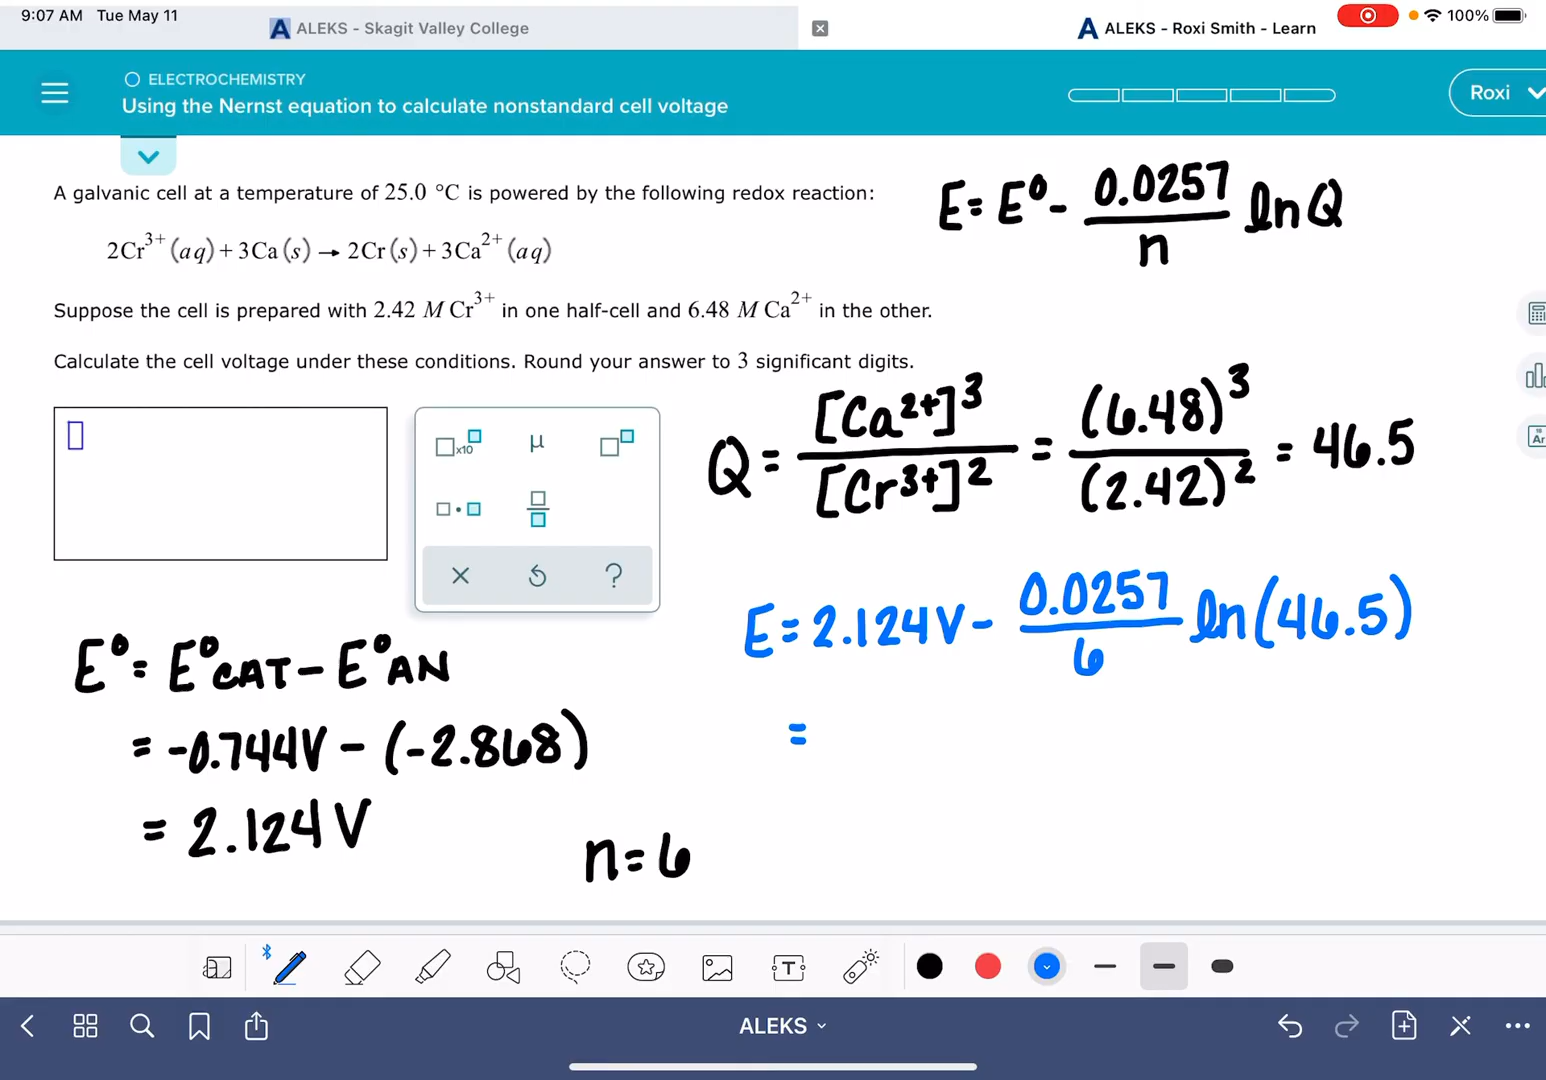 9:07 AM Tue May 11
100%
ALEKS - Skagit Valley College
ALEKS - Roxi Smith - Learn
ELECTROCHEMISTRY
Using the Nernst equation to calculate nonstandard cell voltage
Roxi
A galvanic cell at a temperature of 25.0 °C is powered by the following redox reaction:
2Cr³⁺(aq) + 3Ca(s) → 2Cr(s) + 3Ca²⁺(aq)
Suppose the cell is prepared with 2.42 M Cr³⁺ in one half-cell and 6.48 M Ca²⁺ in the other.
Calculate the cell voltage under these conditions. Round your answer to 3 significant digits.
x10
μ
?
Ar
E = E° - 0.0257/n ln Q
Q = [Ca²⁺]³/[Cr³⁺]² = (6.48)³/(2.42)² = 46.5
E = 2.124V - 0.0257/6 ln(46.5)
=
E° = E°CAT - E°AN
= -0.744V - (-2.868)
= 2.124V
n = 6
T
ALEKS